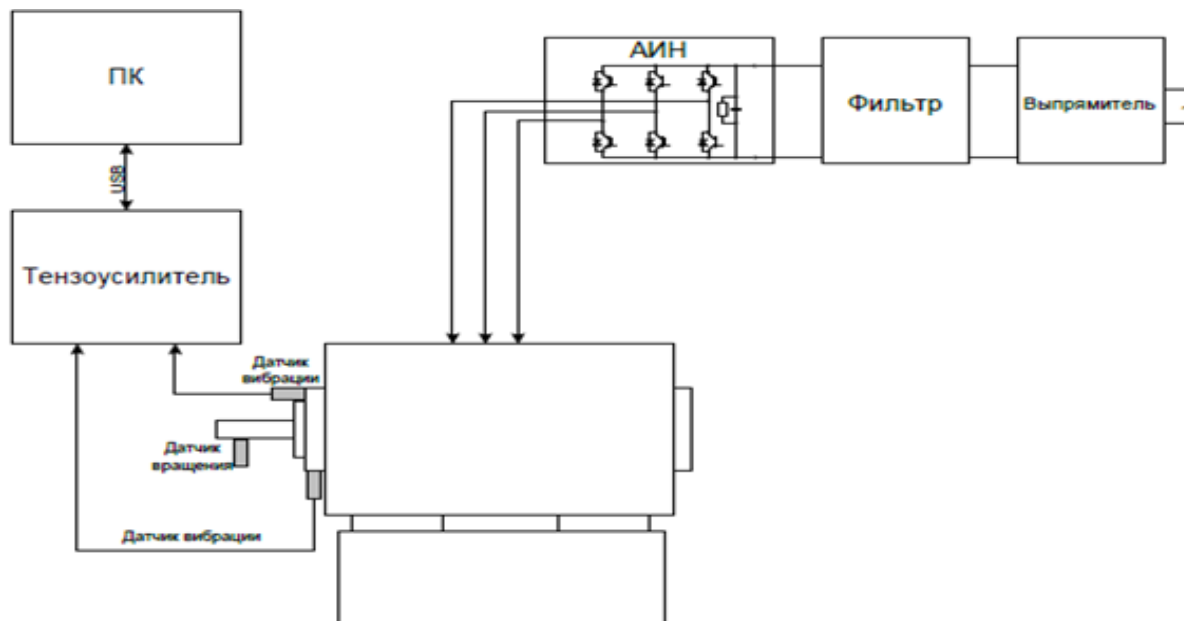 ПК
АИН
Фильтр
Выпрямитель
USB
Тензоусилитель
Датчик
вибрации
Датчик
вращения
Датчик вибрации